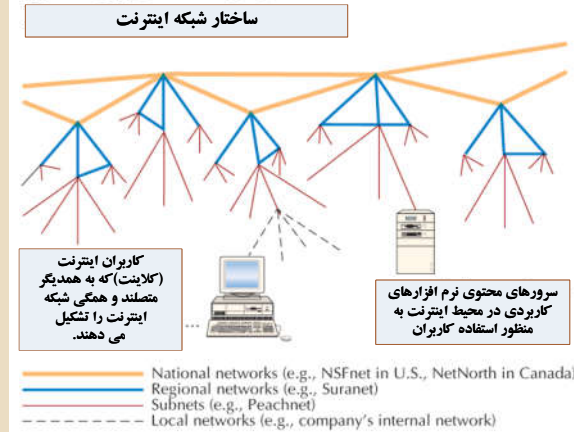 ساختار شبکه اینترنت
کاربران اینترنت
(کلاینت)که به همدیگر
متصلند و همگی شبکه
اینترنت را تشکیل
می دهند.
...
سرورهای محتوی نرم افزارهای
کاربردی در محیط اینترنت به
منظور استفاده کاربران
National networks (e.g., NSFnet in U.S., NetNorth in Canada)
Regional networks (e.g., Suranet)
Subnets (e.g., Peachnet)
Local networks (e.g., company's internal network)